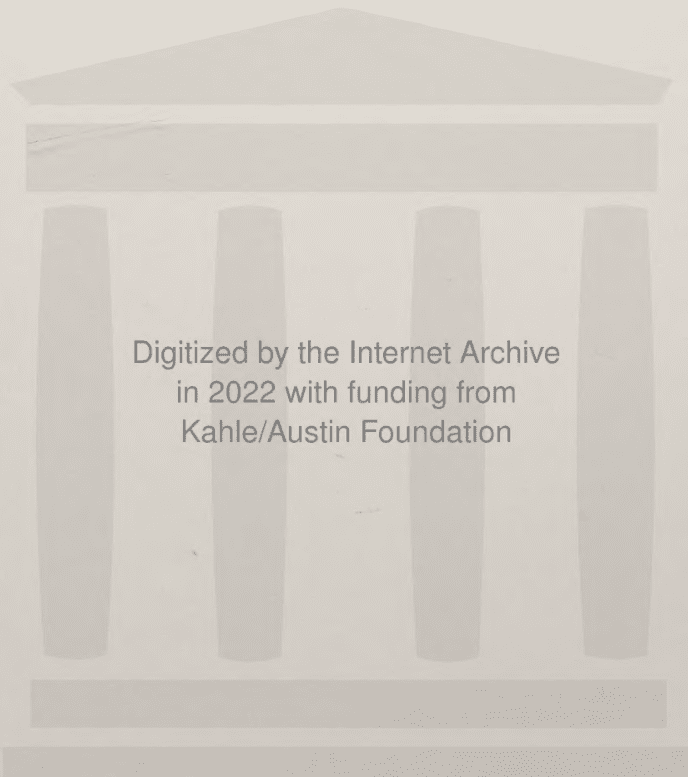 Digitized by the Internet Archive
in 2022 with funding from
Kahle/Austin Foundation